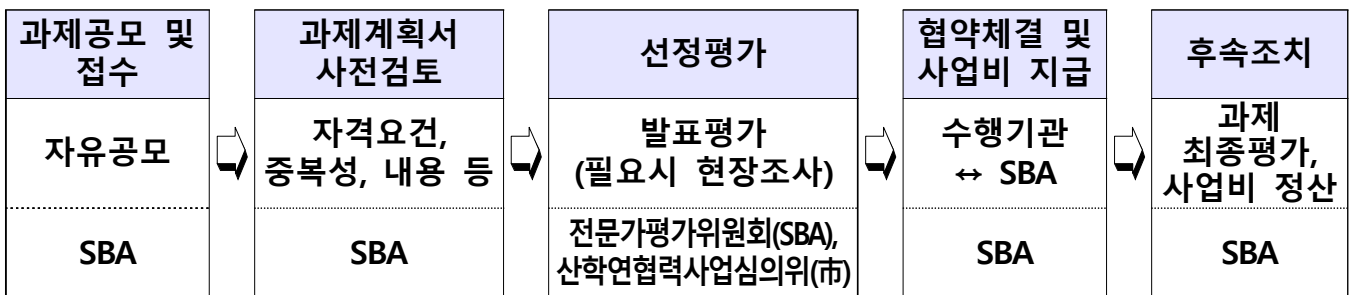 과제공모 및
접수
자유공모
SBA
과제계획서
사전검토
자격요건,
중복성, 내용 등
SBA
선정평가
발표평가
(필요시 현장조사)
전문가평가위원회(SBA),
산학연협력사업심의위(市)
협약체결 및
사업비 지급
수행기관
↔ SBA
SBA
후속조치
과제
최종평가,
사업비 정산
SBA